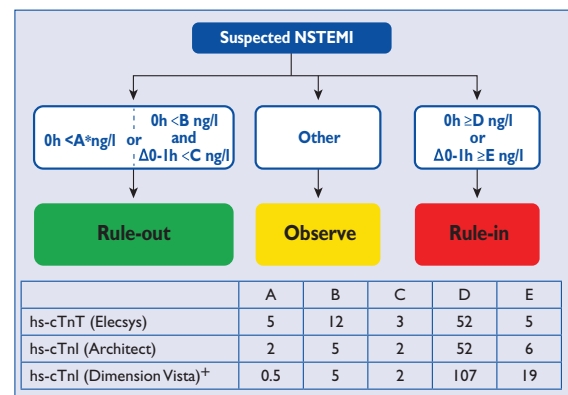 Suspected NSTEMI
0h <A*ng/l or 0h <B ng/l
and
Δ0-1h <C ng/l
Other
0h ≥D ng/l
or
Δ0-1h ≥E ng/l
Rule-out
Observe
Rule-in
A B C D E
hs-cTnT (Elecsys) 5 12 3 52 5
hs-cTnI (Architect) 2 5 2 52 6
hs-cTnI (Dimension Vista)+ 0.5 5 2 107 19